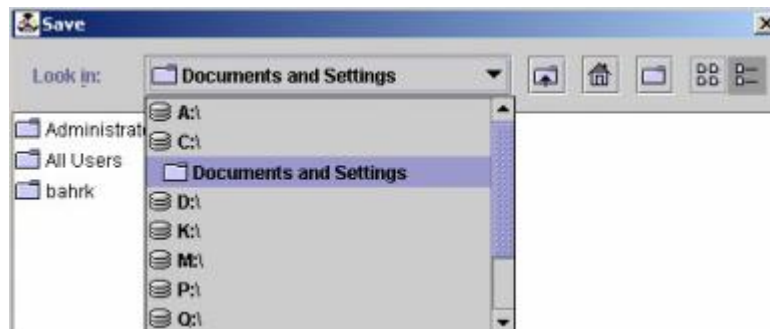 Save
Look in:
Documents and Settings
A:\
C:\
Documents and Settings
D:\
K:\
M:\
P:\
Q:\
Administrat
All Users
bahrk